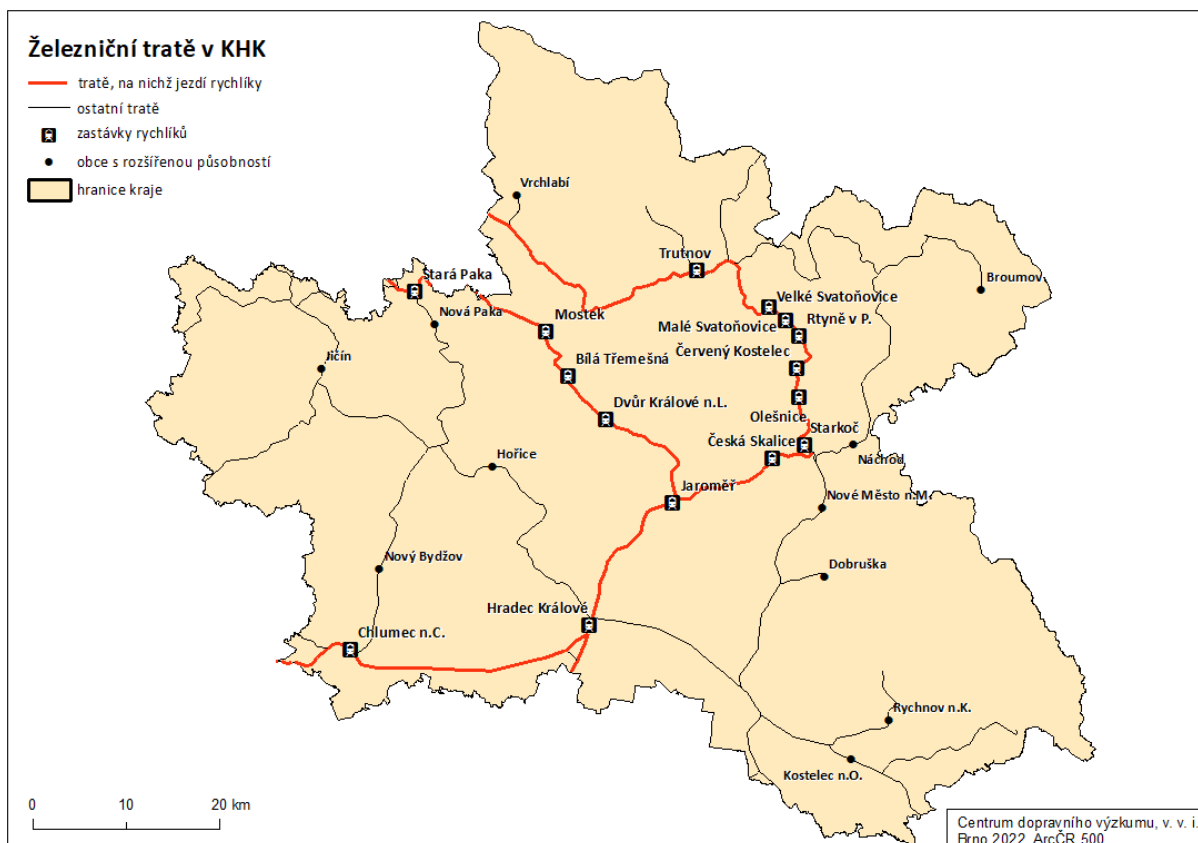 Železniční tratě v KHK
tratě, na nichž jezdí rychlíky
ostatní tratě
zastávky rychlíků
obce s rozšířenou působností
hranice kraje
Vrchlabí
Trutnov
Broumov
Stará Paka
Velké Svatoňovice
Nová Paka
Mostek
Malé Svatoňovice
Rtyně v P.
Červený Kostelec
Jičín
Bílá Třemešná
Dvůr Králové n.L.
Olešnice
Starkoč
Česká Skalice
Náchod
Hořice
Jaroměř
Nové Město n.M.
Nový Bydžov
Dobruška
Hradec Králové
Chlumec n.C.
Rychnov n.K.
Kostelec n.O.
0 10 20 km
Centrum dopravního výzkumu, v. v. i.
Brno 2022, ArcČR 500